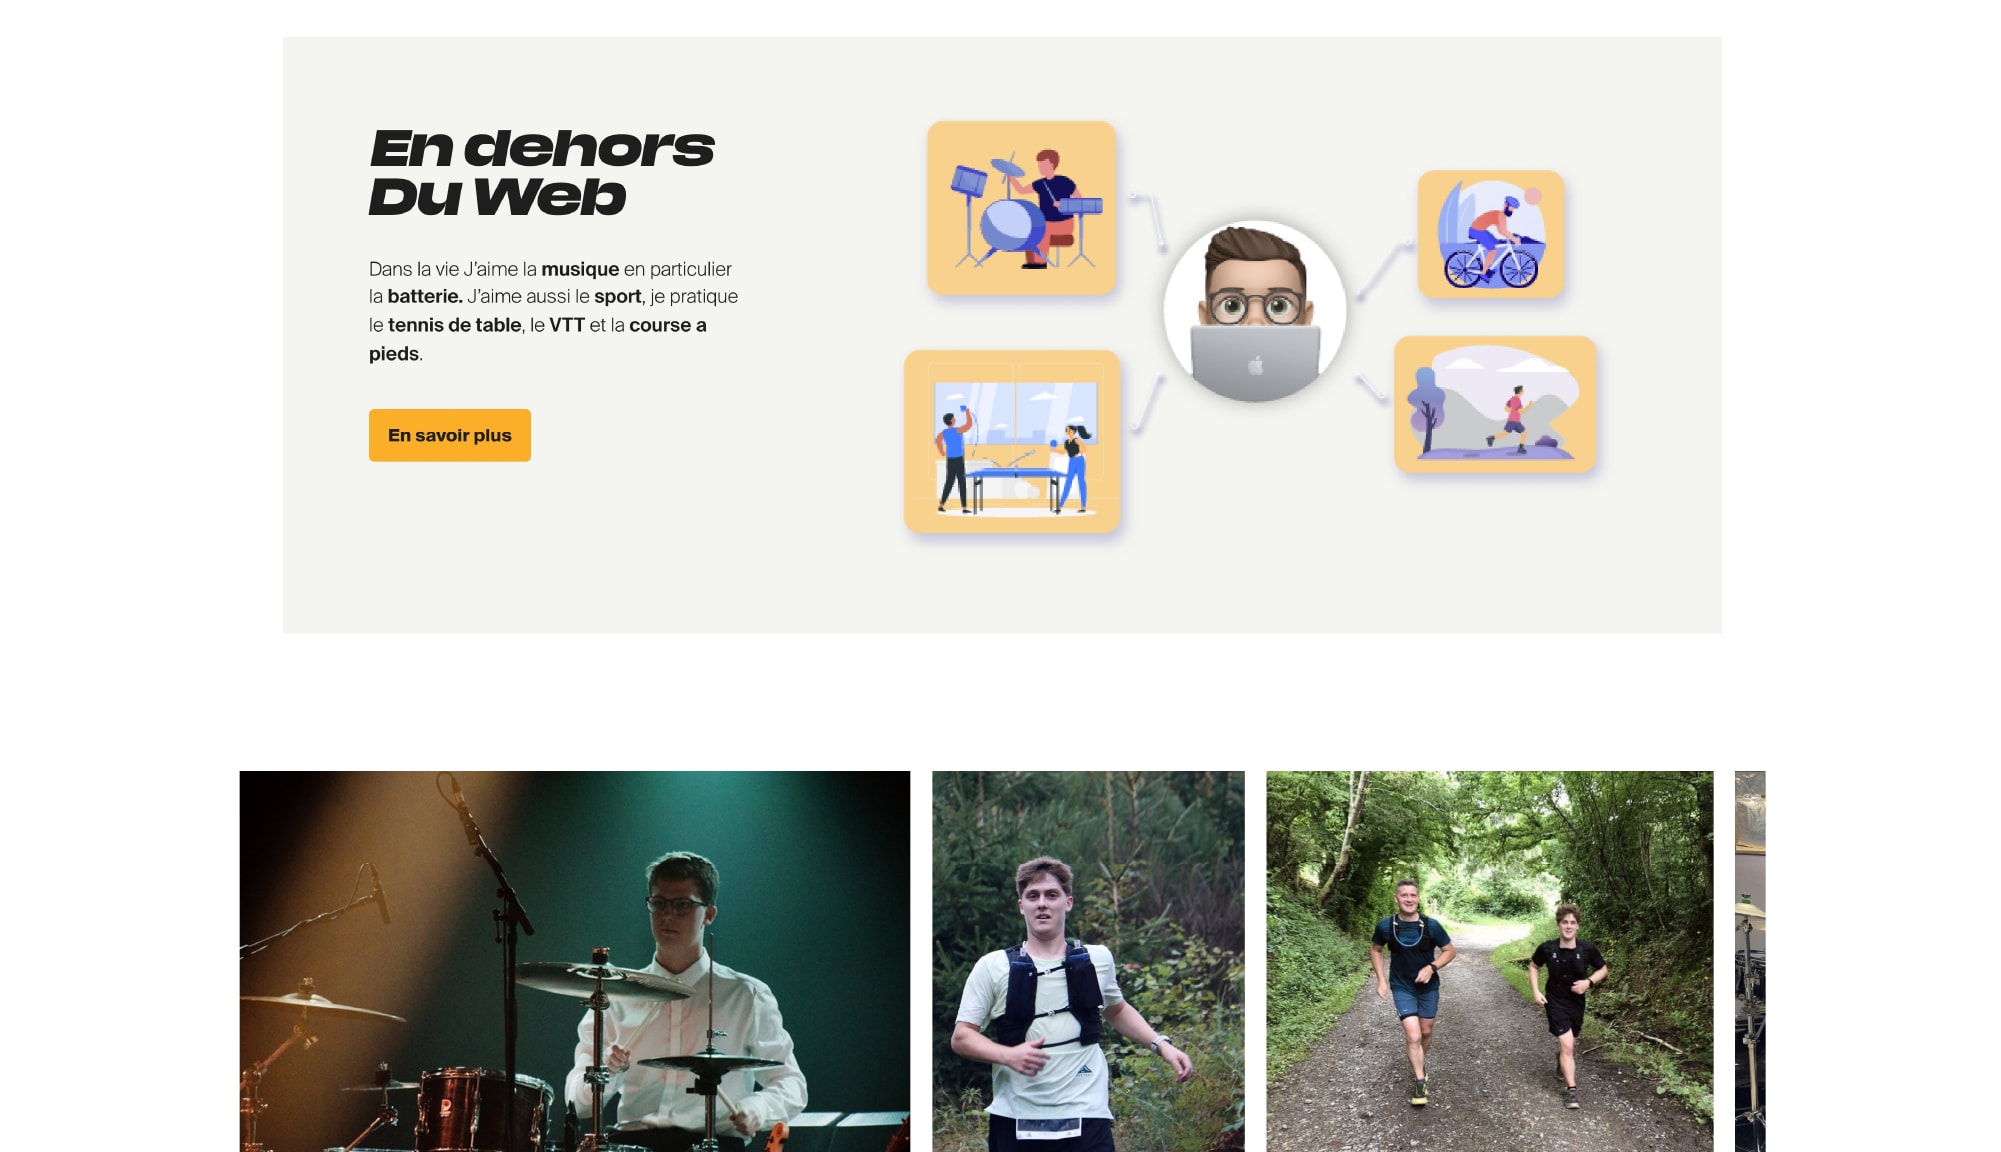 En dehors
Du Web
Dans la vie J’aime la musique en particulier
la batterie. J’aime aussi le sport, je pratique
le tennis de table, le VTT et la course a
pieds.
En savoir plus